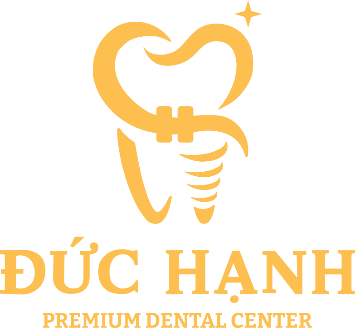 ĐỨC HẠNH
PREMIUM DENTAL CENTER